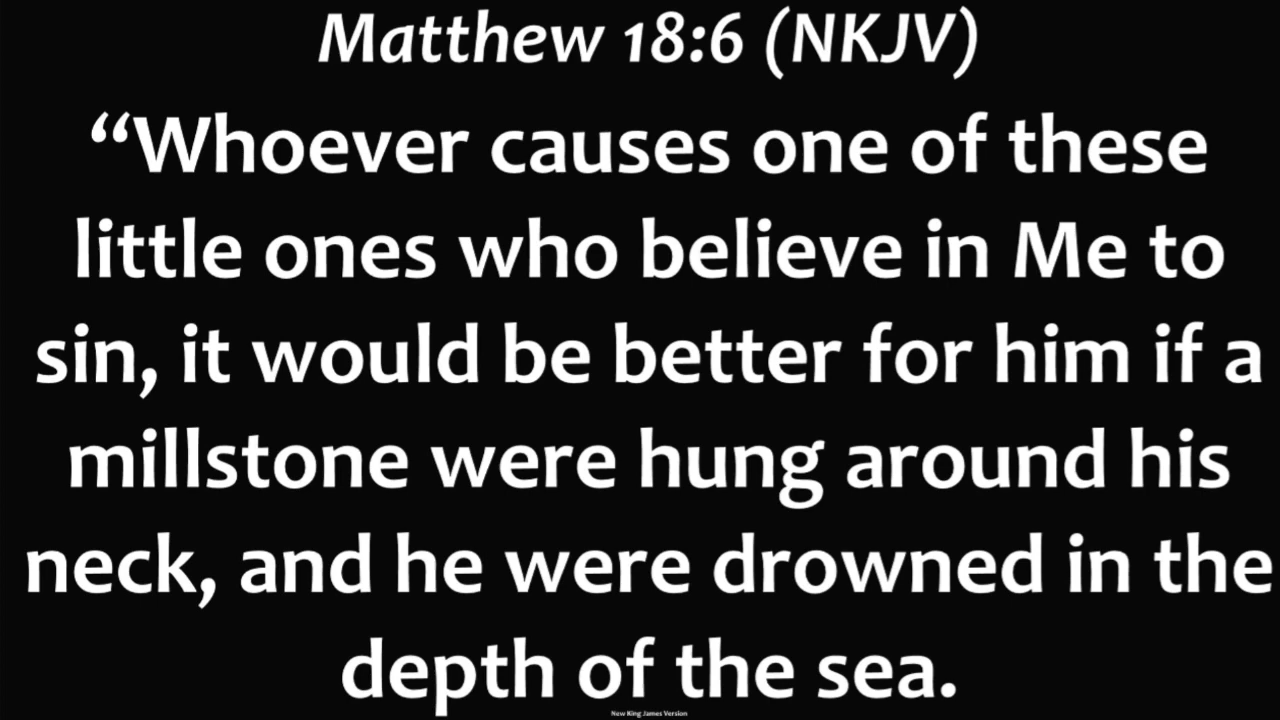 Matthew 18:6 (NKJV)
“Whoever causes one of these
little ones who believe in Me to
sin, it would be better for him if a
millstone were hung around his
neck, and he were drowned in the
depth of the sea.
New King James Version